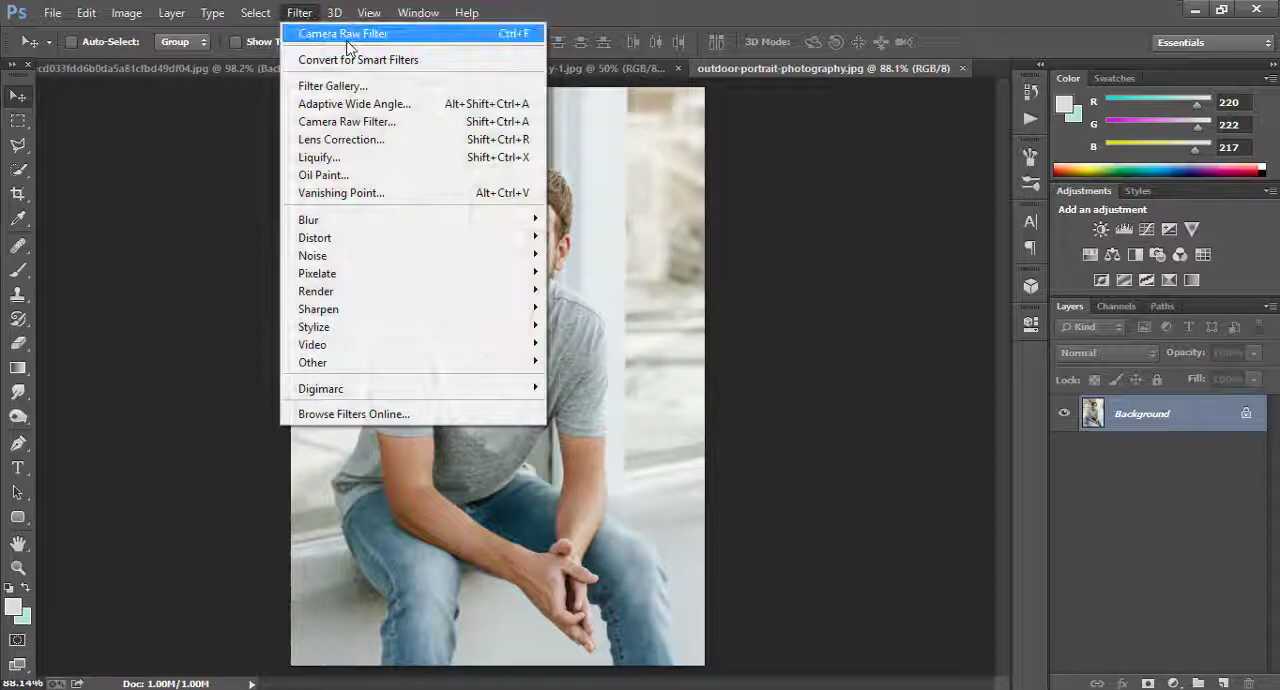 Ps File Edit Image Layer Type Select Filter 3D View Window Help
Auto-Select: Group Show T 3D Mode: Essentials
cd033fdd6b0da5a81cfbd49df04.jpg @ 98.2% (Bac y-1.jpg @ 50% (RGB/8... × outdoor-portrait-photography.jpg @ 88.1% (RGB/8) ×
Camera Raw Filter Ctrl+F
Convert for Smart Filters
Filter Gallery...
Adaptive Wide Angle... Alt+Shift+Ctrl+A
Camera Raw Filter... Shift+Ctrl+A
Lens Correction... Shift+Ctrl+R
Liquify... Shift+Ctrl+X
Oil Paint...
Vanishing Point... Alt+Ctrl+V
Blur
Distort
Noise
Pixelate
Render
Sharpen
Stylize
Video
Other
Digimarc
Browse Filters Online...
Color Swatches
R 220
G 222
B 217
Adjustments Styles
Add an adjustment
Layers Channels Paths
Kind
Normal Opacity: 100%
Lock: Fill: 100%
Background
88.14% Doc: 1.00M/1.00M